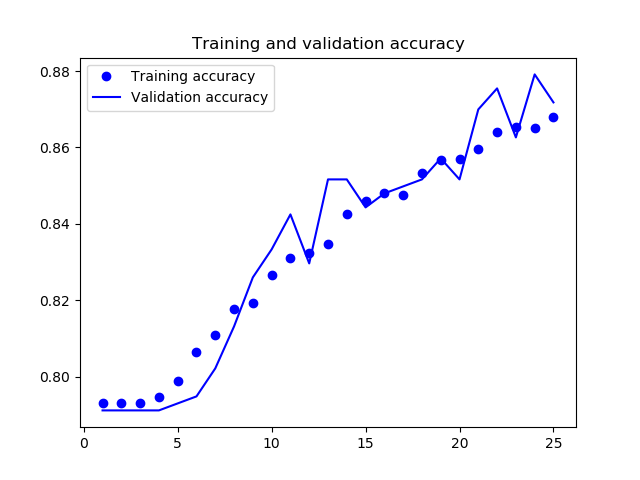 Training and validation accuracy
Training accuracy
Validation accuracy
0.88
0.86
0.84
0.82
0.80
0 5 10 15 20 25